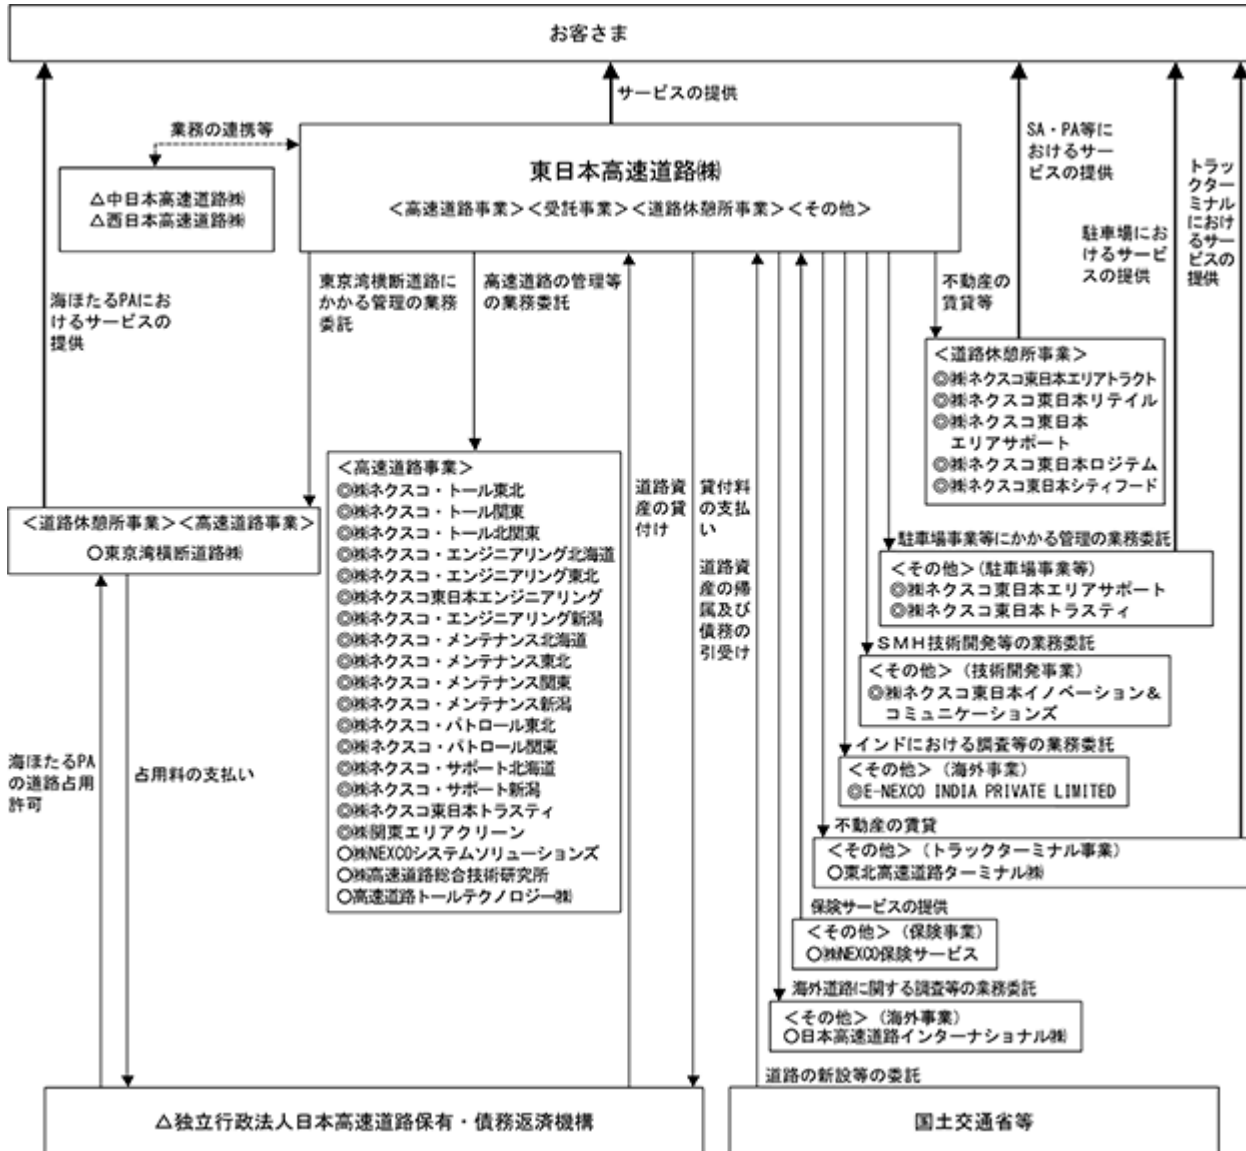 お客さま
サービスの提供
業務の連携等
東日本高速道路㈱
＜高速道路事業＞＜受託事業＞＜道路休憩所事業＞＜その他＞
△中日本高速道路㈱
△西日本高速道路㈱
SA・PA等に
おけるサー
ビスの提供
トラッ
クター
ミナル
におけ
るサー
ビスの
提供
駐車場にお
けるサービ
スの提供
海ほたるPAにお
けるサービスの
提供
東京湾横断道路に
かかる管理の業務
委託
高速道路の管理等
の業務委託
不動産の
賃貸等
＜道路休憩所事業＞
◎㈱ネクスコ東日本エリアトラクト
◎㈱ネクスコ東日本リテイル
◎㈱ネクスコ東日本
エリアサポート
◎㈱ネクスコ東日本ロジテム
◎㈱ネクスコ東日本シティフード
＜高速道路事業＞
◎㈱ネクスコ・トール東北
◎㈱ネクスコ・トール関東
◎㈱ネクスコ・トール北関東
◎㈱ネクスコ・エンジニアリング北海道
◎㈱ネクスコ・エンジニアリング東北
◎㈱ネクスコ東日本エンジニアリング
◎㈱ネクスコ・エンジニアリング新潟
◎㈱ネクスコ・メンテナンス北海道
◎㈱ネクスコ・メンテナンス東北
◎㈱ネクスコ・メンテナンス関東
◎㈱ネクスコ・メンテナンス新潟
◎㈱ネクスコ・パトロール東北
◎㈱ネクスコ・パトロール関東
◎㈱ネクスコ・サポート北海道
◎㈱ネクスコ・サポート新潟
◎㈱ネクスコ東日本トラスティ
◎㈱関東エリアクリーン
○㈱NEXCOシステムソリューションズ
○㈱高速道路総合技術研究所
○高速道路トールテクノロジー㈱
＜道路休憩所事業＞＜高速道路事業＞
○東京湾横断道路㈱
道路資
産の貸
付け
貸付料
の支払
い
道路資
産の帰
属及び
債務の
引受け
駐車場事業等にかかる管理の業務委託
＜その他＞（駐車場事業等）
◎㈱ネクスコ東日本エリアサポート
◎㈱ネクスコ東日本トラスティ
ＳＭＨ技術開発等の業務委託
＜その他＞（技術開発事業）
◎㈱ネクスコ東日本イノベーション＆
コミュニケーションズ
インドにおける調査等の業務委託
＜その他＞（海外事業）
◎E-NEXCO INDIA PRIVATE LIMITED
不動産の賃貸
＜その他＞（トラックターミナル事業）
○東北高速道路ターミナル㈱
保険サービスの提供
＜その他＞（保険事業）
○㈱NEXCO保険サービス
海外道路に関する調査等の業務委託
＜その他＞（海外事業）
○日本高速道路インターナショナル㈱
海ほたるPA
の道路占用
許可
占用料の支払い
道路の新設等の委託
△独立行政法人日本高速道路保有・債務返済機構
国土交通省等